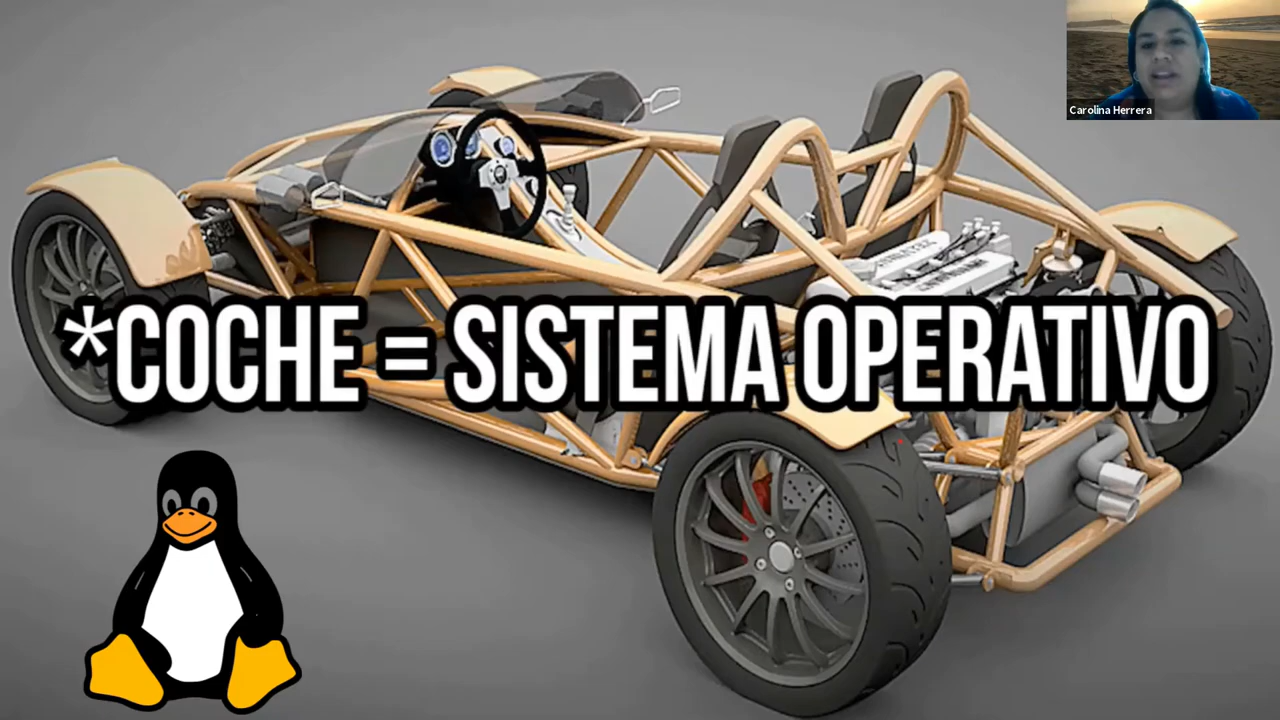 Carolina Herrera
*COCHE = SISTEMA OPERATIVO